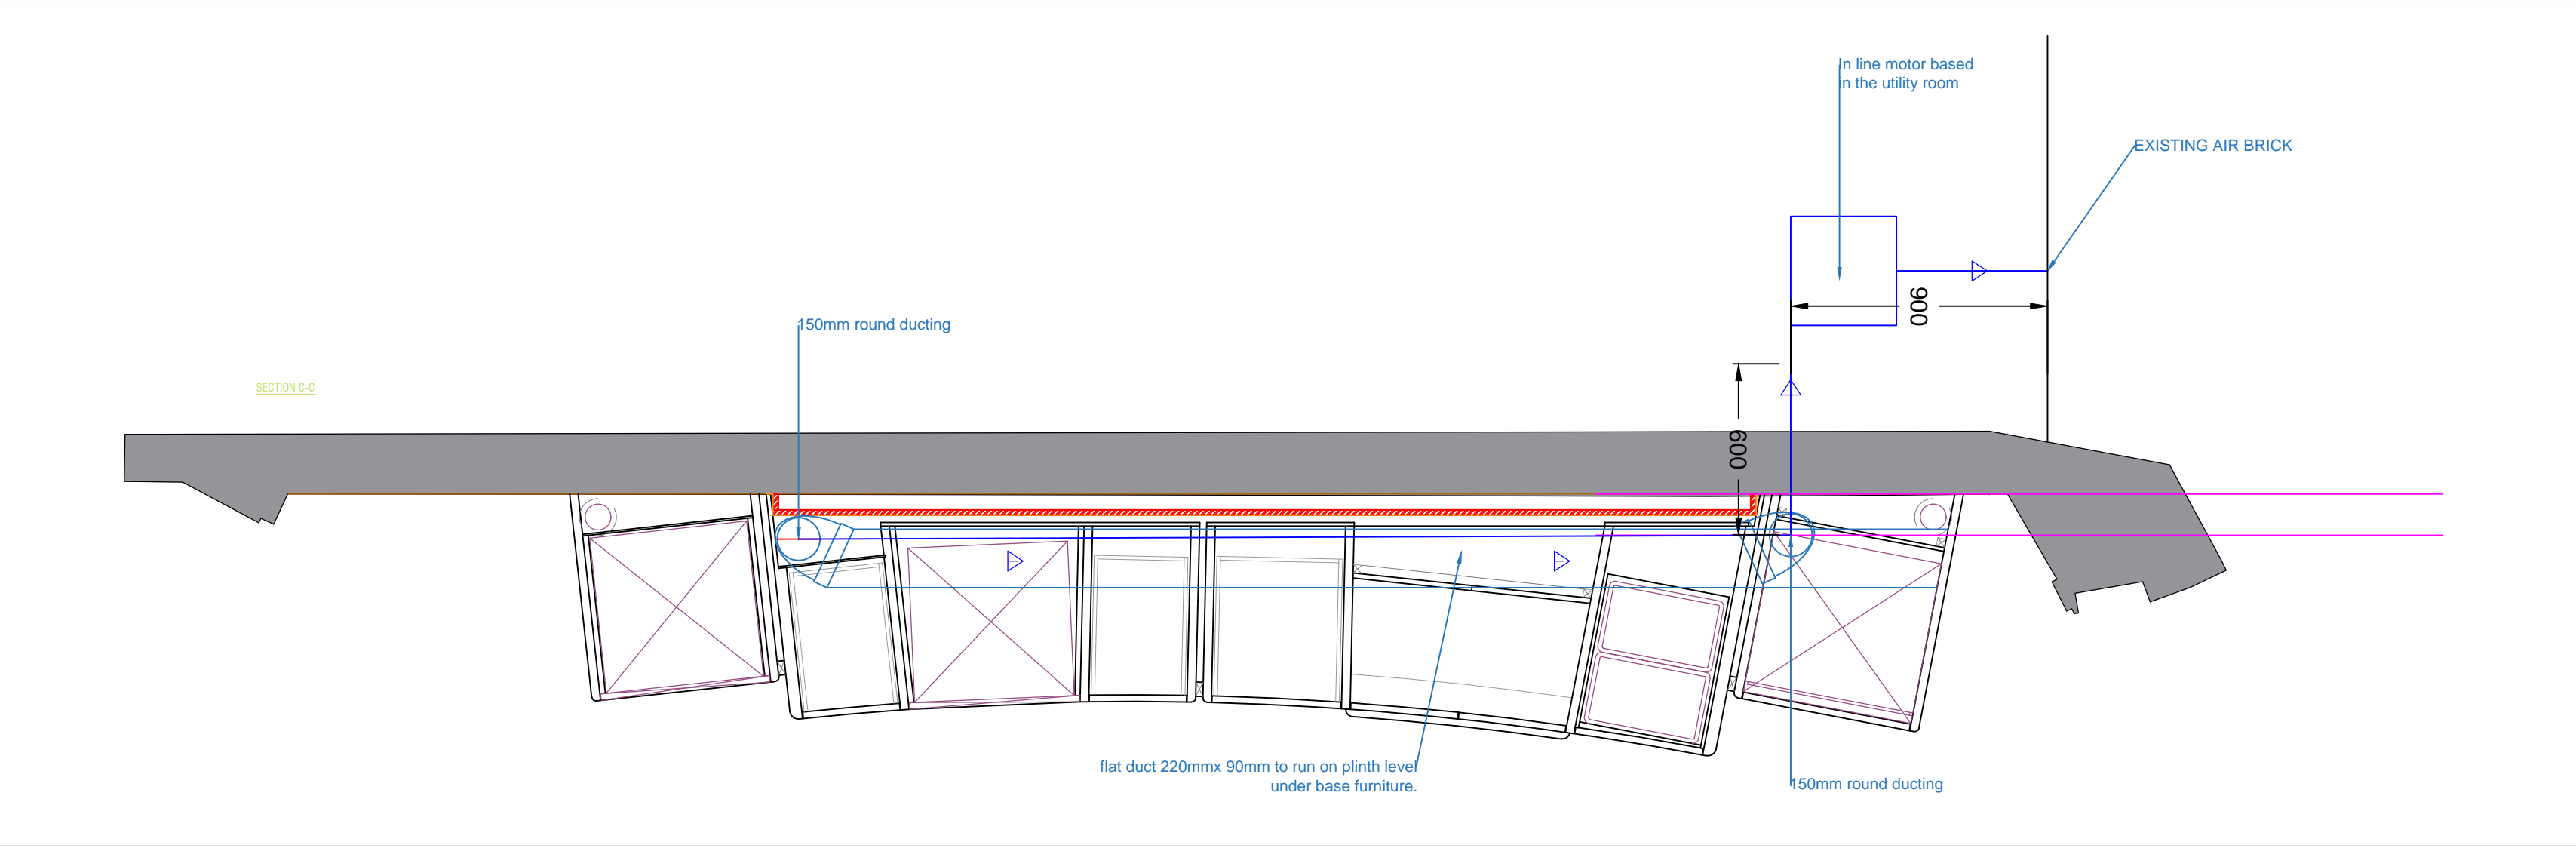 In line motor based
in the utility room
EXISTING AIR BRICK
900
150mm round ducting
SECTION C-C
600
flat duct 220mmx 90mm to run on plinth level
under base furniture.
150mm round ducting